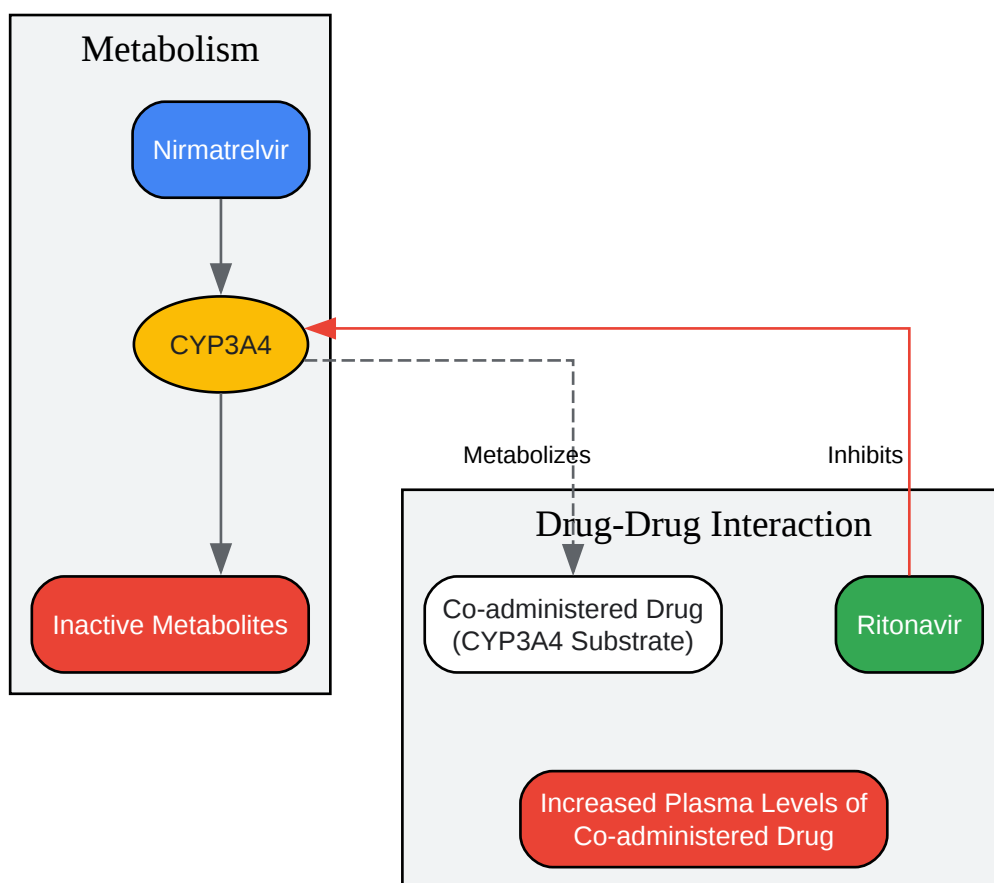 Metabolism
Nirmatrelvir
CYP3A4
Metabolizes
Inhibits
Drug-Drug Interaction
Inactive Metabolites
Co-administered Drug
(CYP3A4 Substrate)
Ritonavir
Increased Plasma Levels of
Co-administered Drug